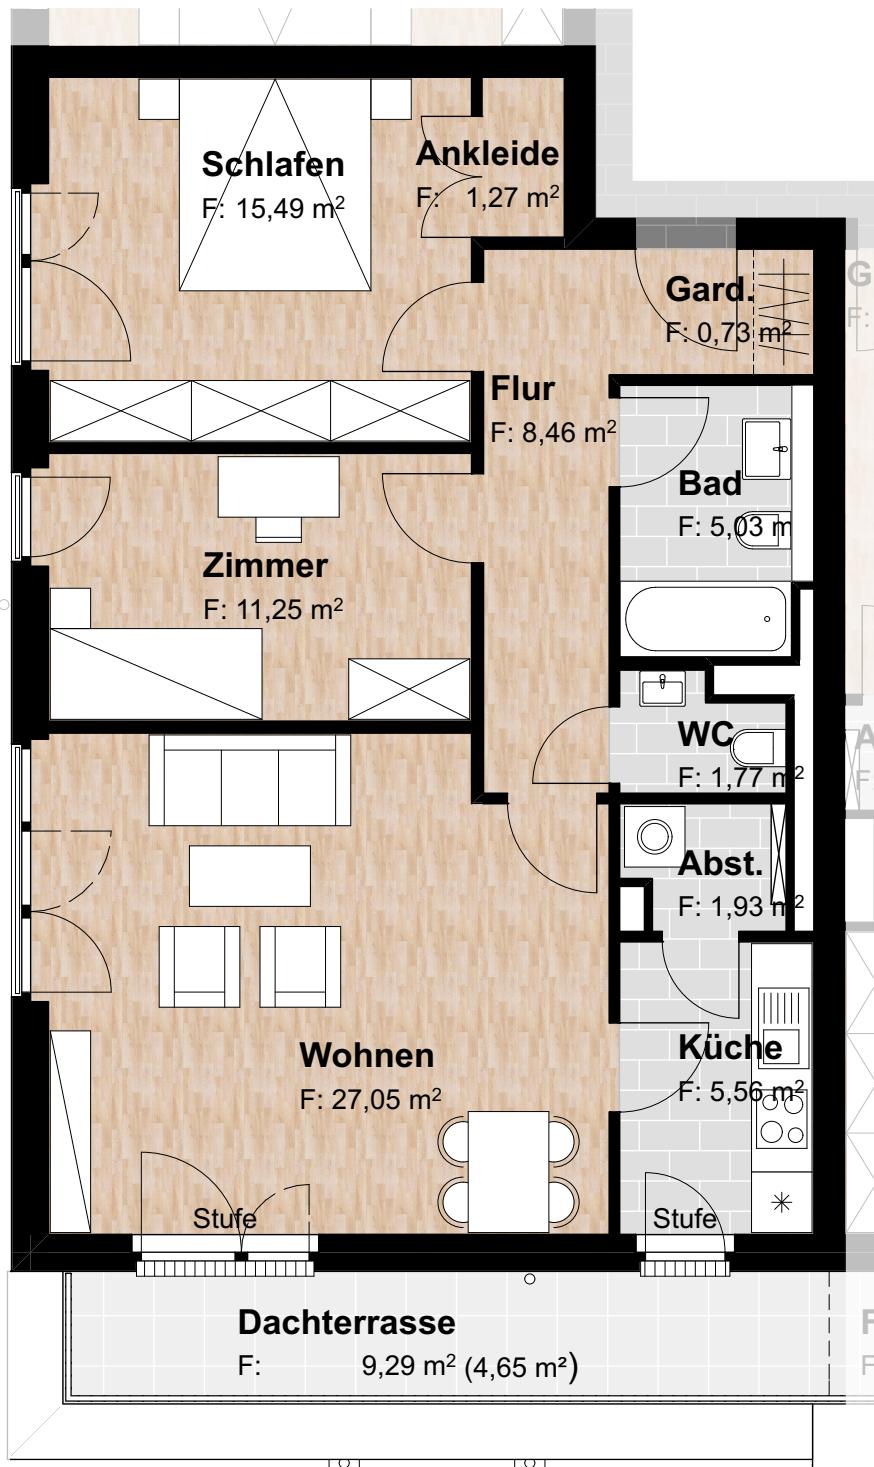 Schlafen
F: 15,49 m²
Ankleide
F: 1,27 m²
Gard.
F: 0,73 m²
Flur
F: 8,46 m²
Bad
F: 5,03 m
Zimmer
F: 11,25 m²
WC
F: 1,77 m²
Abst.
F: 1,93 m²
Wohnen
F: 27,05 m²
Küche
F: 5,56 m²
Stufe
Stufe
Dachterrasse
F: 9,29 m² (4,65 m²)
G
F:
A
F:
F
F